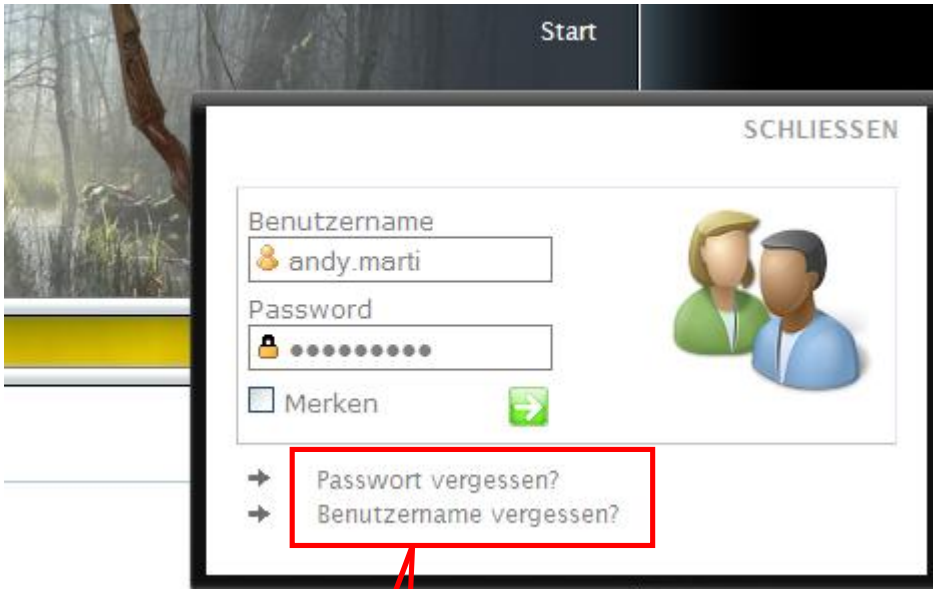 Start
SCHLIESSEN
Benutzername
andy.marti
Password
●●●●●●●●●
Merken
Passwort vergessen?
Benutzername vergessen?